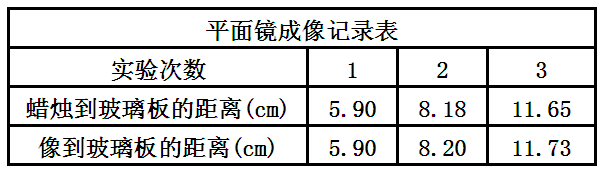 平面镜成像记录表
实验次数 1 2 3
蜡烛到玻璃板的距离(cm) 5.90 8.18 11.65
像到玻璃板的距离(cm) 5.90 8.20 11.73